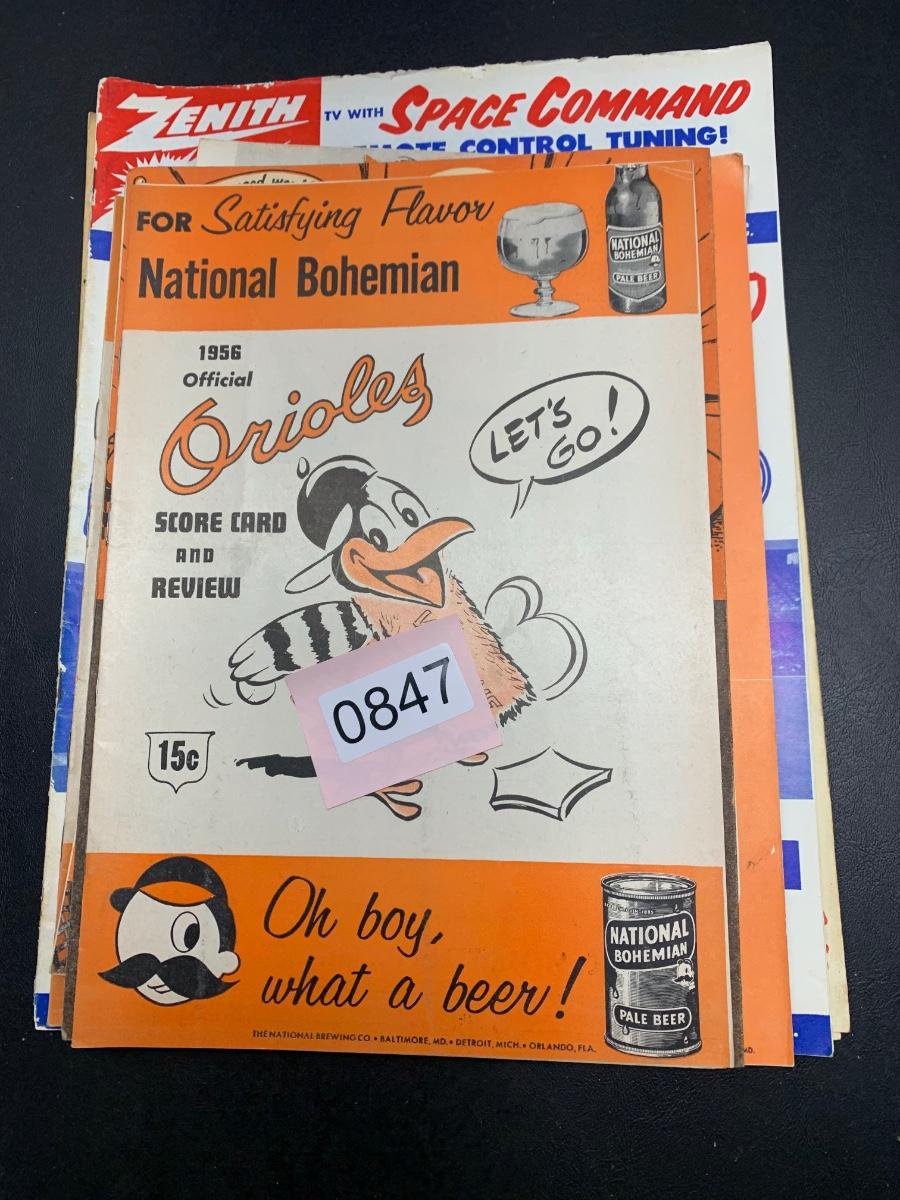 ZENITH
TV WITH SPACE COMMAND
REMOTE CONTROL TUNING!
FOR Satisfying Flavor
National Bohemian
NATIONAL
BOHEMIAN
PALE BEER
1956
Official
Orioles
LET'S
GO!
SCORE CARD
AND
REVIEW
0847
15c
Oh boy,
what a beer!
NATIONAL
BOHEMIAN
PALE BEER
THE NATIONAL BREWING CO. • BALTIMORE, MD. • DETROIT, MICH. • ORLANDO, FLA.
MD.